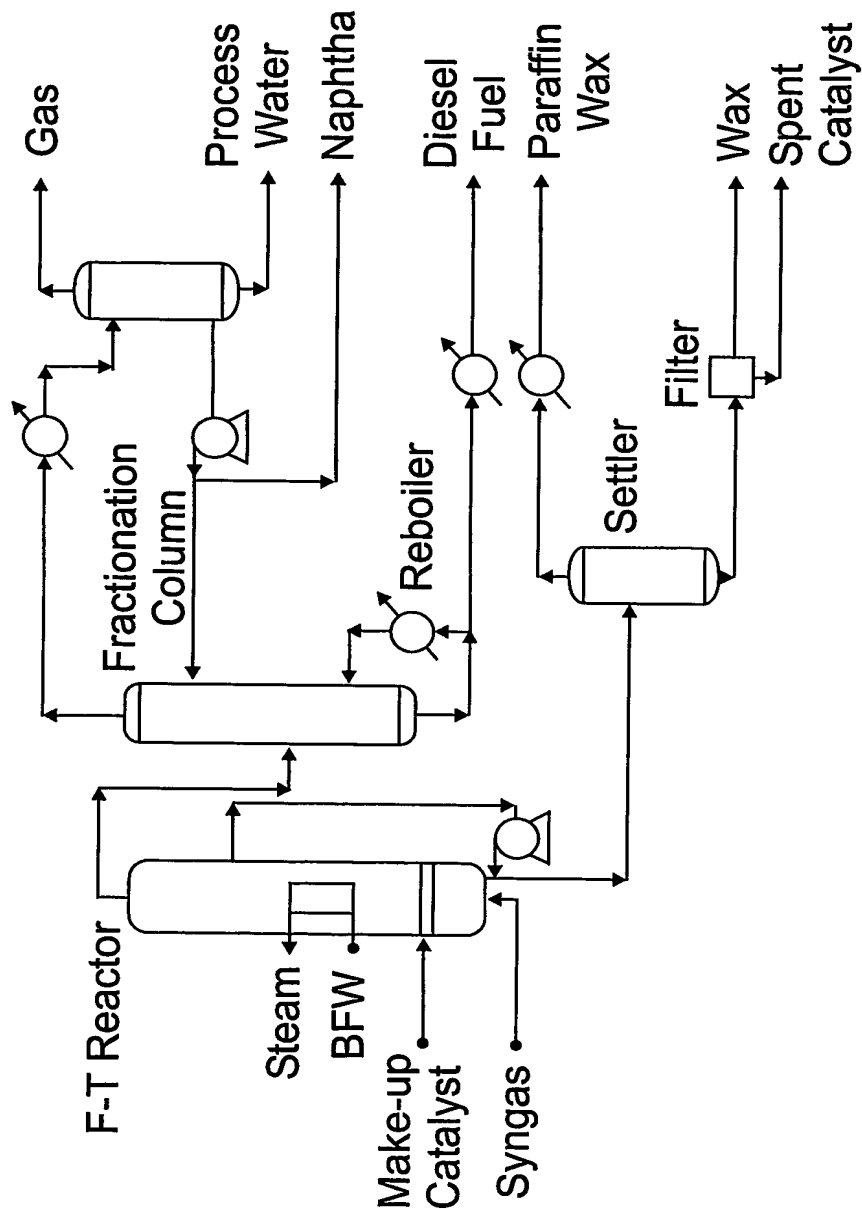 F-T Reactor
Steam
BFW
Make-up
Catalyst
Syngas
Fractionation
Column
Reboiler
Settler
Filter
Gas
Process
Water
Naphtha
Diesel
Fuel
Paraffin
Wax
Wax
Spent
Catalyst